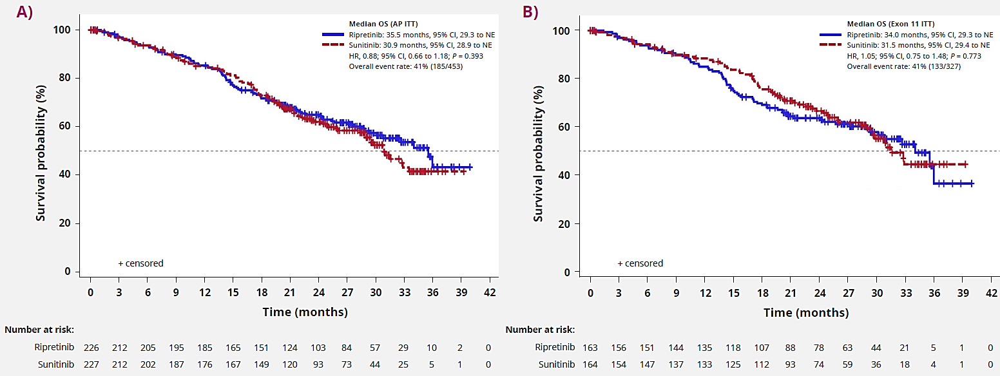 A)
Median OS (AP ITT)
Ripretinib: 35.5 months, 95% CI, 29.3 to NE
Sunitinib: 30.9 months, 95% CI, 28.9 to NE
HR, 0.88; 95% CI, 0.66 to 1.18; P = 0.393
Overall event rate: 41% (185/453)
Survival probability (%)
100
80
60
40
20
0
+ censored
0 3 6 9 12 15 18 21 24 27 30 33 36 39 42
Time (months)
Number at risk:
Ripretinib 226 212 205 195 185 165 151 124 103 84 57 29 10 2 0
Sunitinib 227 212 202 187 176 167 149 120 93 73 44 25 5 1 0
B)
Median OS (Exon 11 ITT)
Ripretinib: 34.0 months, 95% CI, 29.3 to NE
Sunitinib: 31.5 months, 95% CI, 29.4 to NE
HR, 1.05; 95% CI, 0.75 to 1.48; P = 0.773
Overall event rate: 41% (133/327)
Survival probability (%)
100
80
60
40
20
0
+ censored
0 3 6 9 12 15 18 21 24 27 30 33 36 39 42
Time (months)
Number at risk:
Ripretinib 163 156 151 144 135 118 107 88 78 63 44 21 5 1 0
Sunitinib 164 154 147 137 133 125 112 93 74 59 36 18 4 1 0